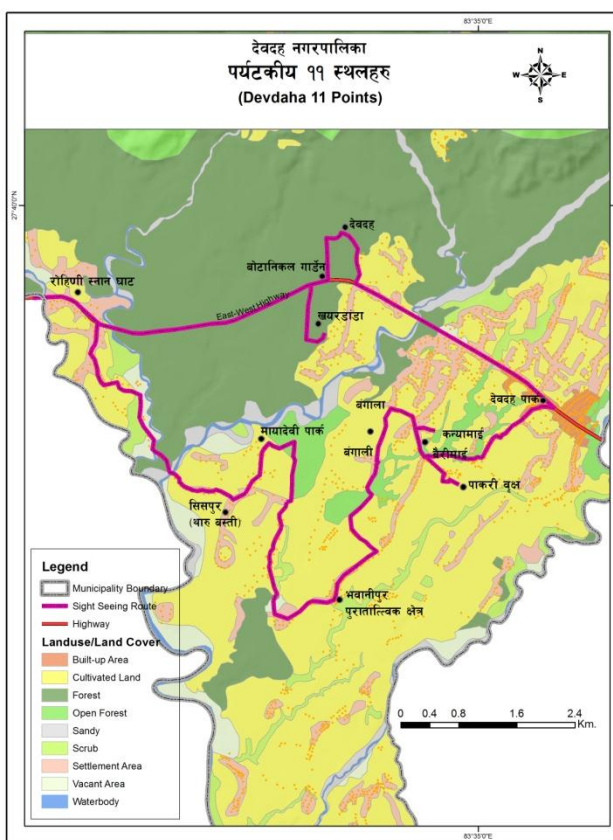 83°35'0"E
देवदह नगरपालिका
पर्यटकीय ११ स्थलहरु
(Devdaha 11 Points)
N
W E
S
27°40'0"N
देवदह
बोटानिकल गार्डेन
रोहिणी स्नान घाट
East-West Highway
खयरडाँडा
देवदह पार्क
बंगाला
कन्यामाई
मायादेवी पार्क
बंगाली
बैरीमाई
पाकरी वृक्ष
सिसपुर
(थारु बस्ती)
भवानीपुर
पुरातात्विक क्षेत्र
Legend
Municipality Boundary
Sight Seeing Route
Highway
Landuse/Land Cover
Built-up Area
Cultivated Land
Forest
Open Forest
Sandy
Scrub
Settlement Area
Vacant Area
Waterbody
0 0.4 0.8 1.6 2.4
Km.
83°35'0"E